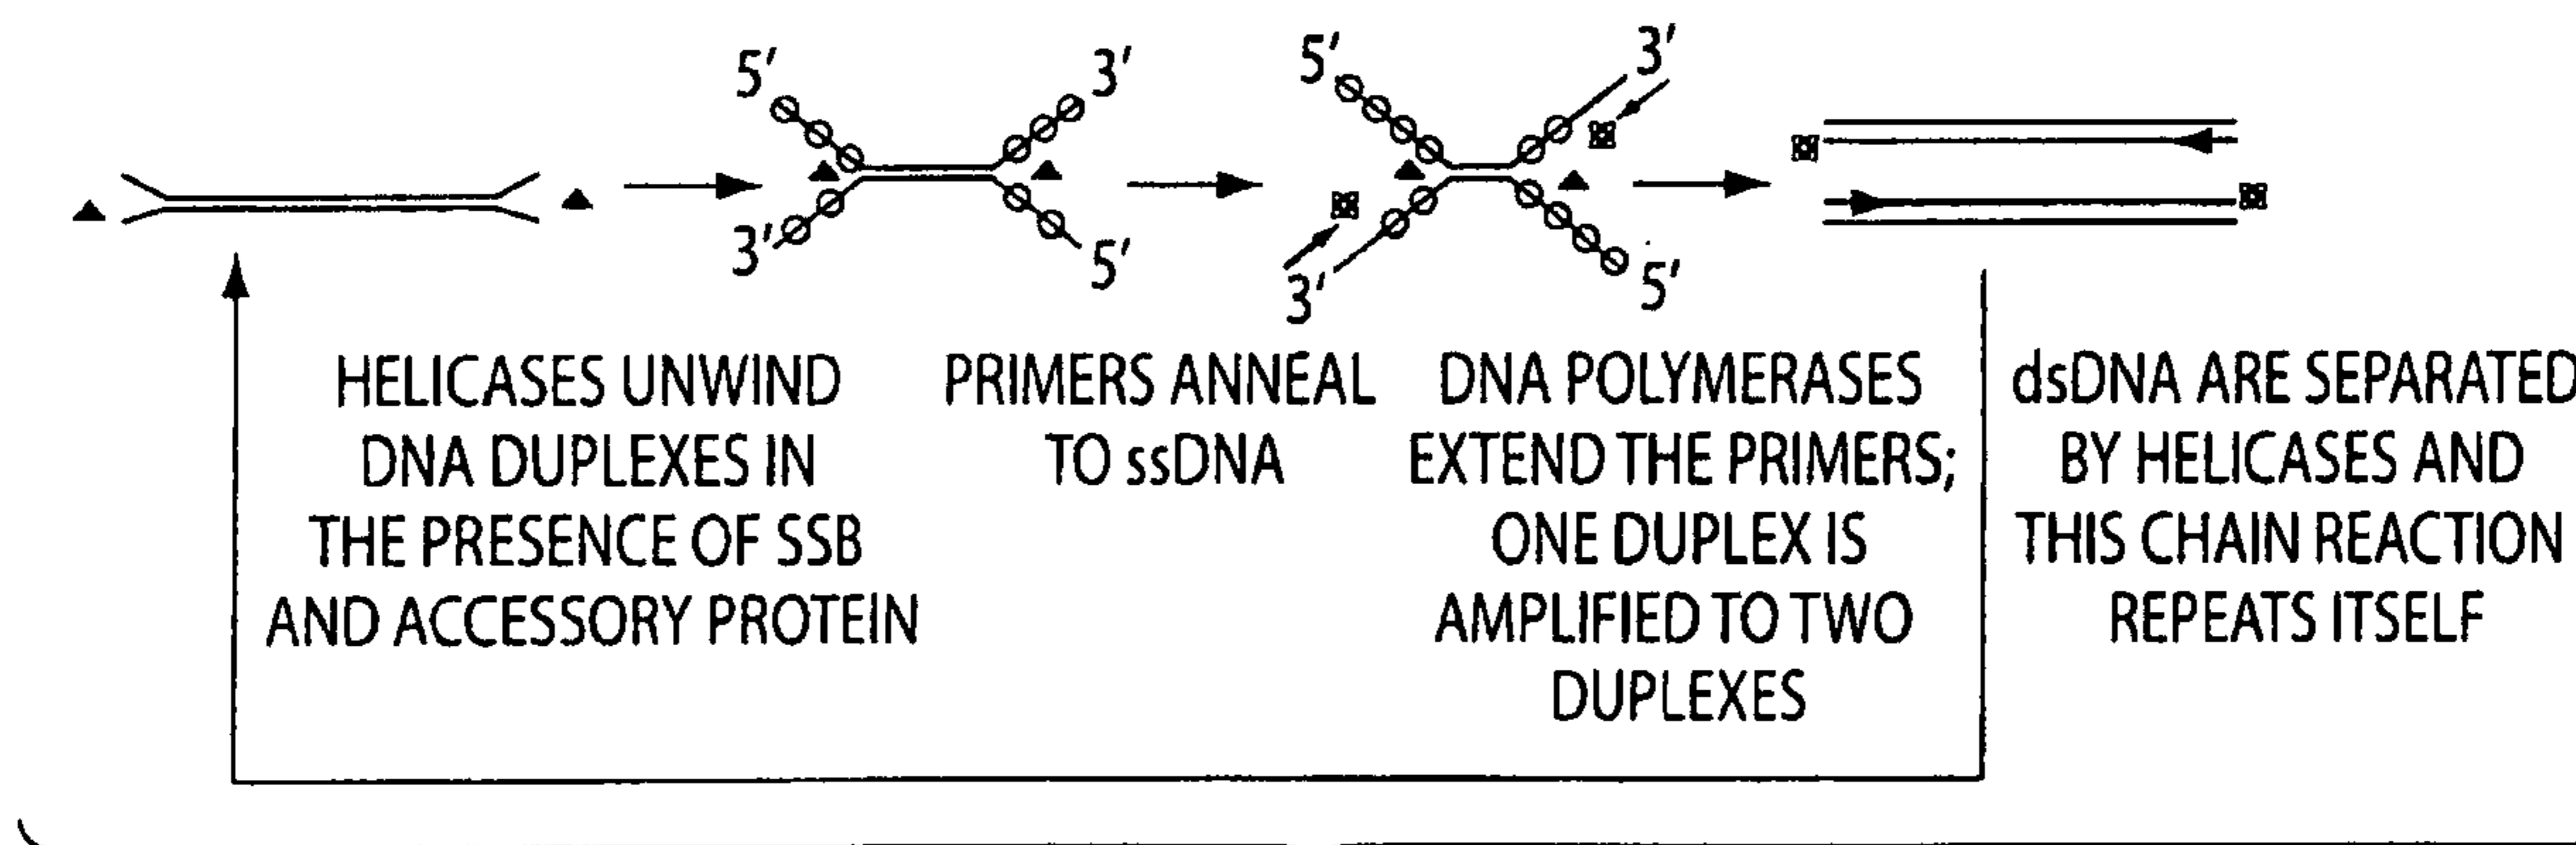 5′ 3′ 5′ 3′
3′ 5′ 3′ 5′
HELICASES UNWIND
DNA DUPLEXES IN
THE PRESENCE OF SSB
AND ACCESSORY PROTEIN
PRIMERS ANNEAL
TO ssDNA
DNA POLYMERASES
EXTEND THE PRIMERS;
ONE DUPLEX IS
AMPLIFIED TO TWO
DUPLEXES
dsDNA ARE SEPARATED
BY HELICASES AND
THIS CHAIN REACTION
REPEATS ITSELF